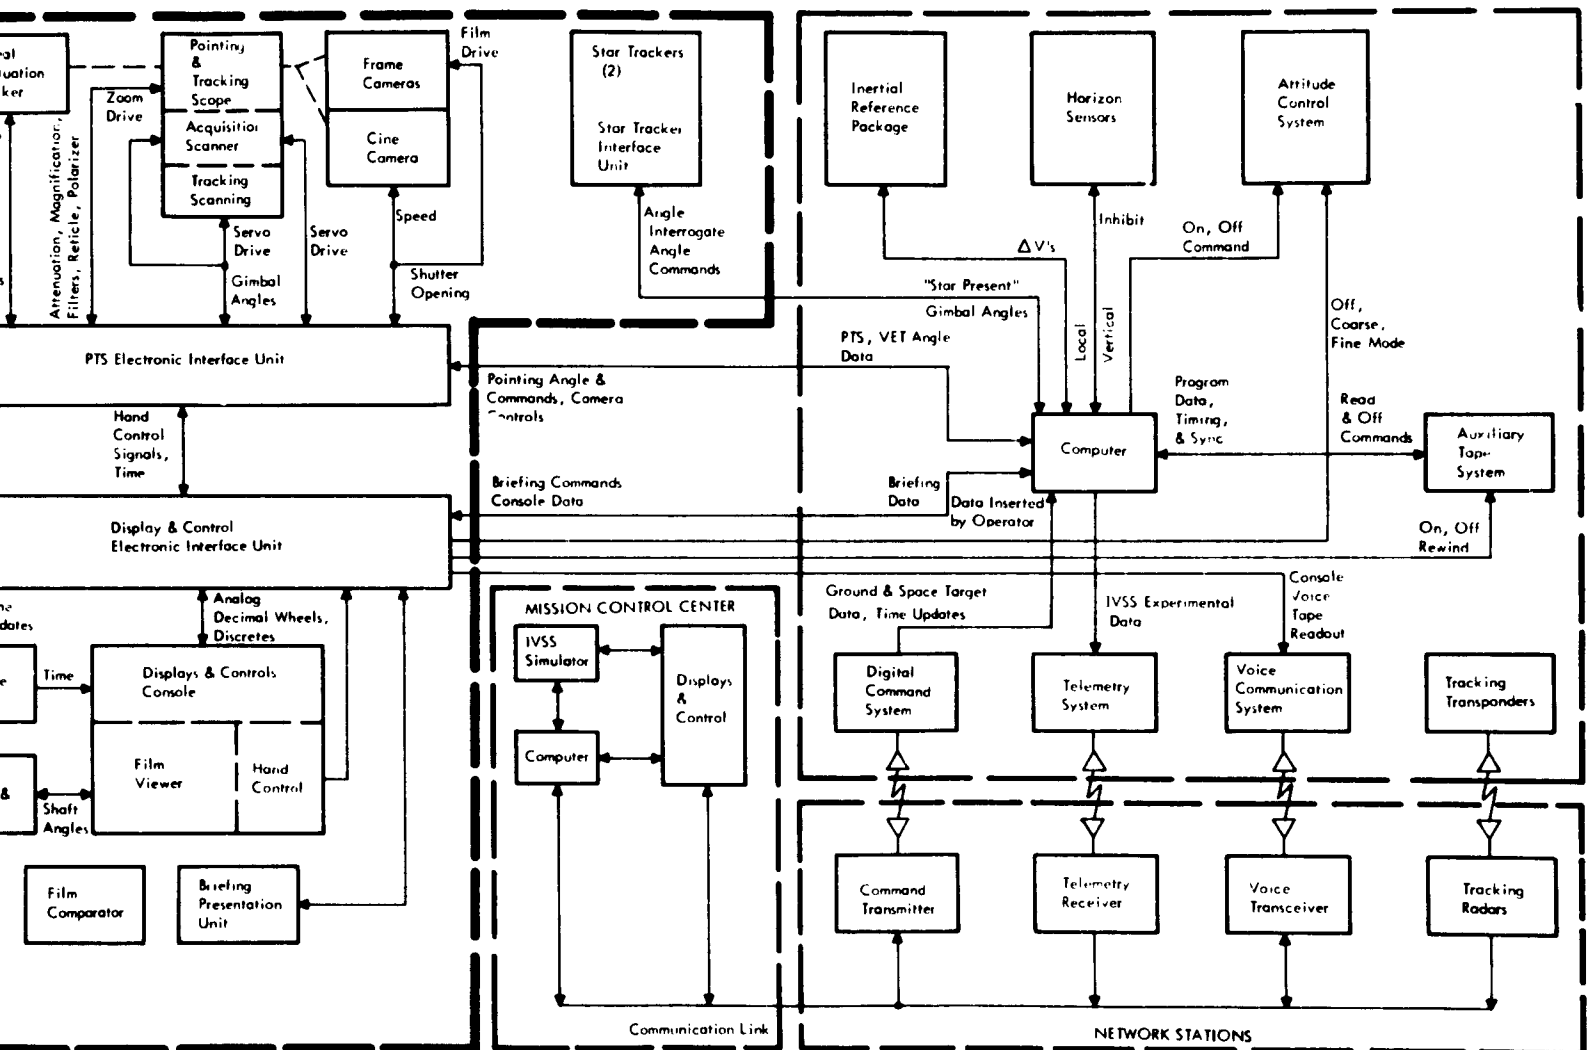 Pointing
&
Tracking
Scope
Acquisition
Scanner
Tracking
Scanning
Zoom
Drive
Attenuation, Magnification,
Filters, Reticle, Polarizer
Servo
Drive
Servo
Drive
Gimbal
Angles
Frame
Cameras
Cine
Camera
Film
Drive
Speed
Shutter
Opening
Star Trackers
(2)
Star Tracker
Interface
Unit
Angle
Interrogate
Angle
Commands
Inertial
Reference
Package
Horizon
Sensors
Attitude
Control
System
Δ V's
Inhibit
On, Off
Command
"Star Present"
Gimbal Angles
Local
Vertical
Off,
Coarse,
Fine Mode
PTS Electronic Interface Unit
PTS, VET Angle
Data
Pointing Angle &
Commands, Camera
Controls
Program
Data,
Timing,
& Sync
Read
& Off
Commands
Computer
Auxiliary
Tape
System
Hand
Control
Signals,
Time
Briefing Commands
Console Data
Briefing
Data
Data Inserted
by Operator
On, Off
Rewind
Display & Control
Electronic Interface Unit
Analog
Decimal Wheels,
Discretes
Time
Displays & Controls
Console
Film
Viewer
Hand
Control
&
Shaft
Angles
Film
Comparator
Briefing
Presentation
Unit
MISSION CONTROL CENTER
IVSS
Simulator
Computer
Displays
&
Control
Communication Link
Ground & Space Target
Data, Time Updates
IVSS Experimental
Data
Console
Voice
Tape
Readout
Digital
Command
System
Telemetry
System
Voice
Communication
System
Tracking
Transponders
Command
Transmitter
Telemetry
Receiver
Voice
Transceiver
Tracking
Radars
NETWORK STATIONS